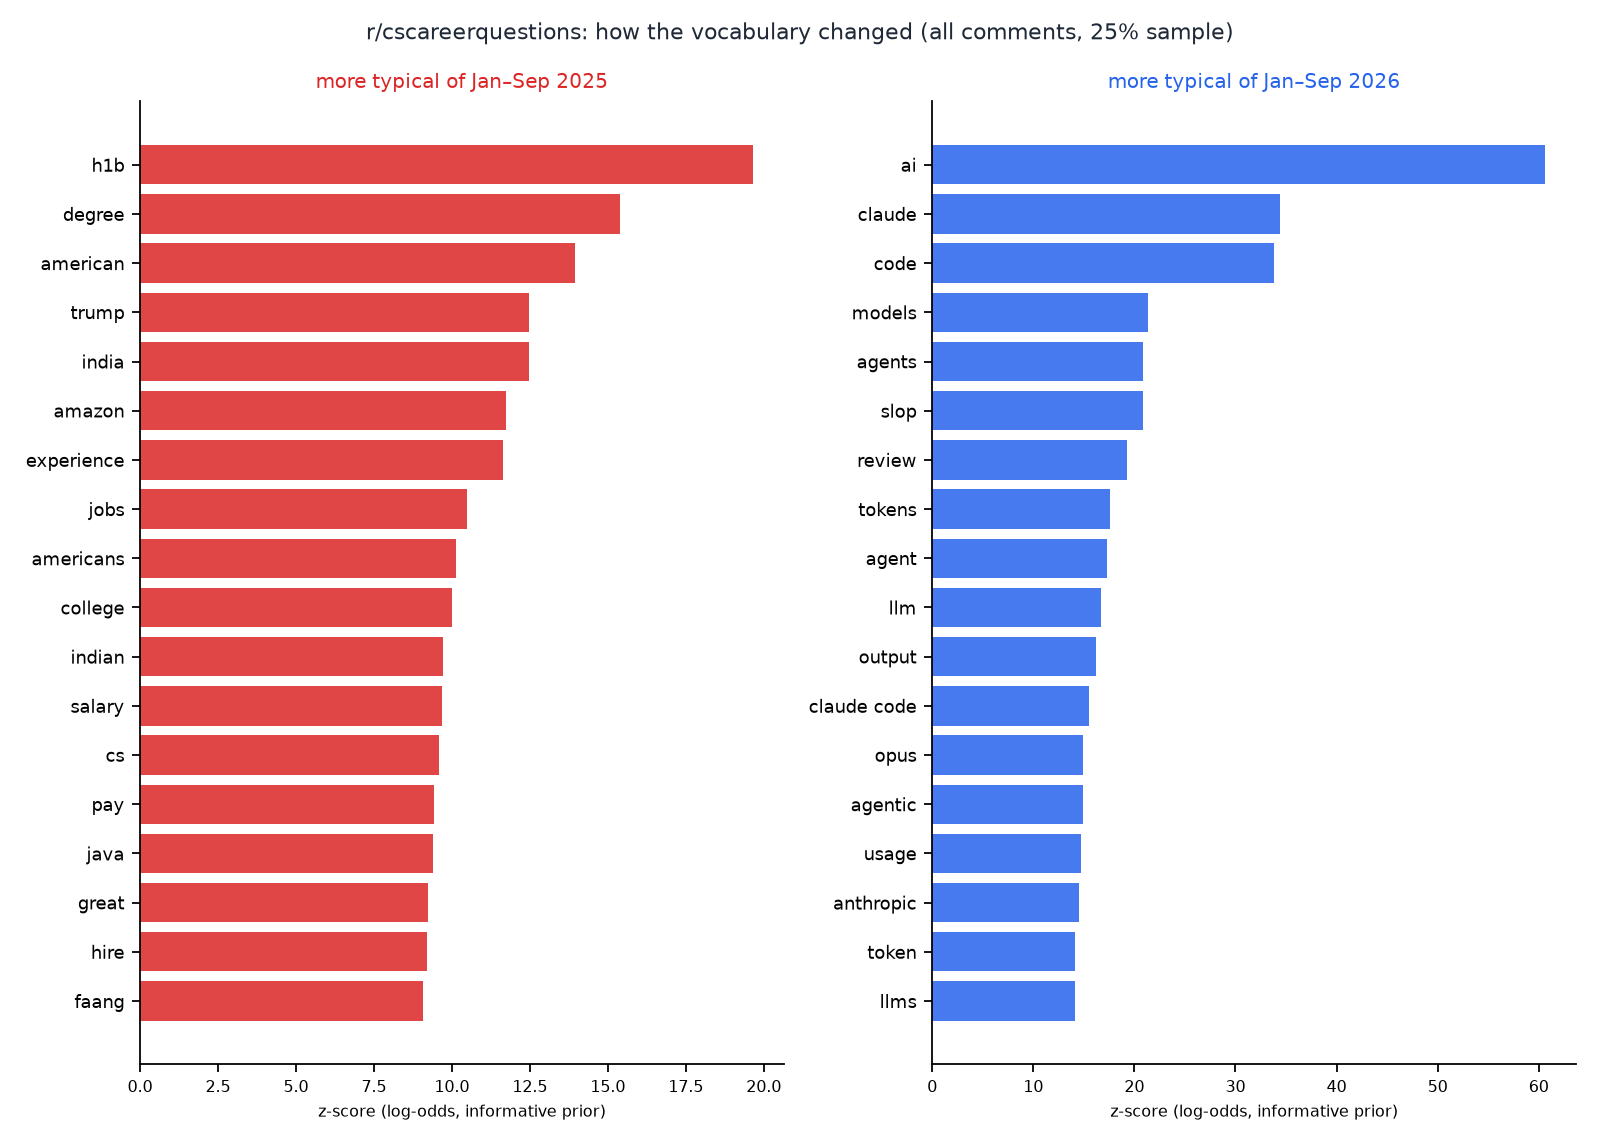 r/cscareerquestions: how the vocabulary changed (all comments, 25% sample)
more typical of Jan–Sep 2025
h1b
degree
american
trump
india
amazon
experience
jobs
americans
college
indian
salary
cs
pay
java
great
hire
faang
0.0 2.5 5.0 7.5 10.0 12.5 15.0 17.5 20.0
z-score (log-odds, informative prior)
more typical of Jan–Sep 2026
ai
claude
code
models
agents
slop
review
tokens
agent
llm
output
claude code
opus
agentic
usage
anthropic
token
llms
0 10 20 30 40 50 60
z-score (log-odds, informative prior)